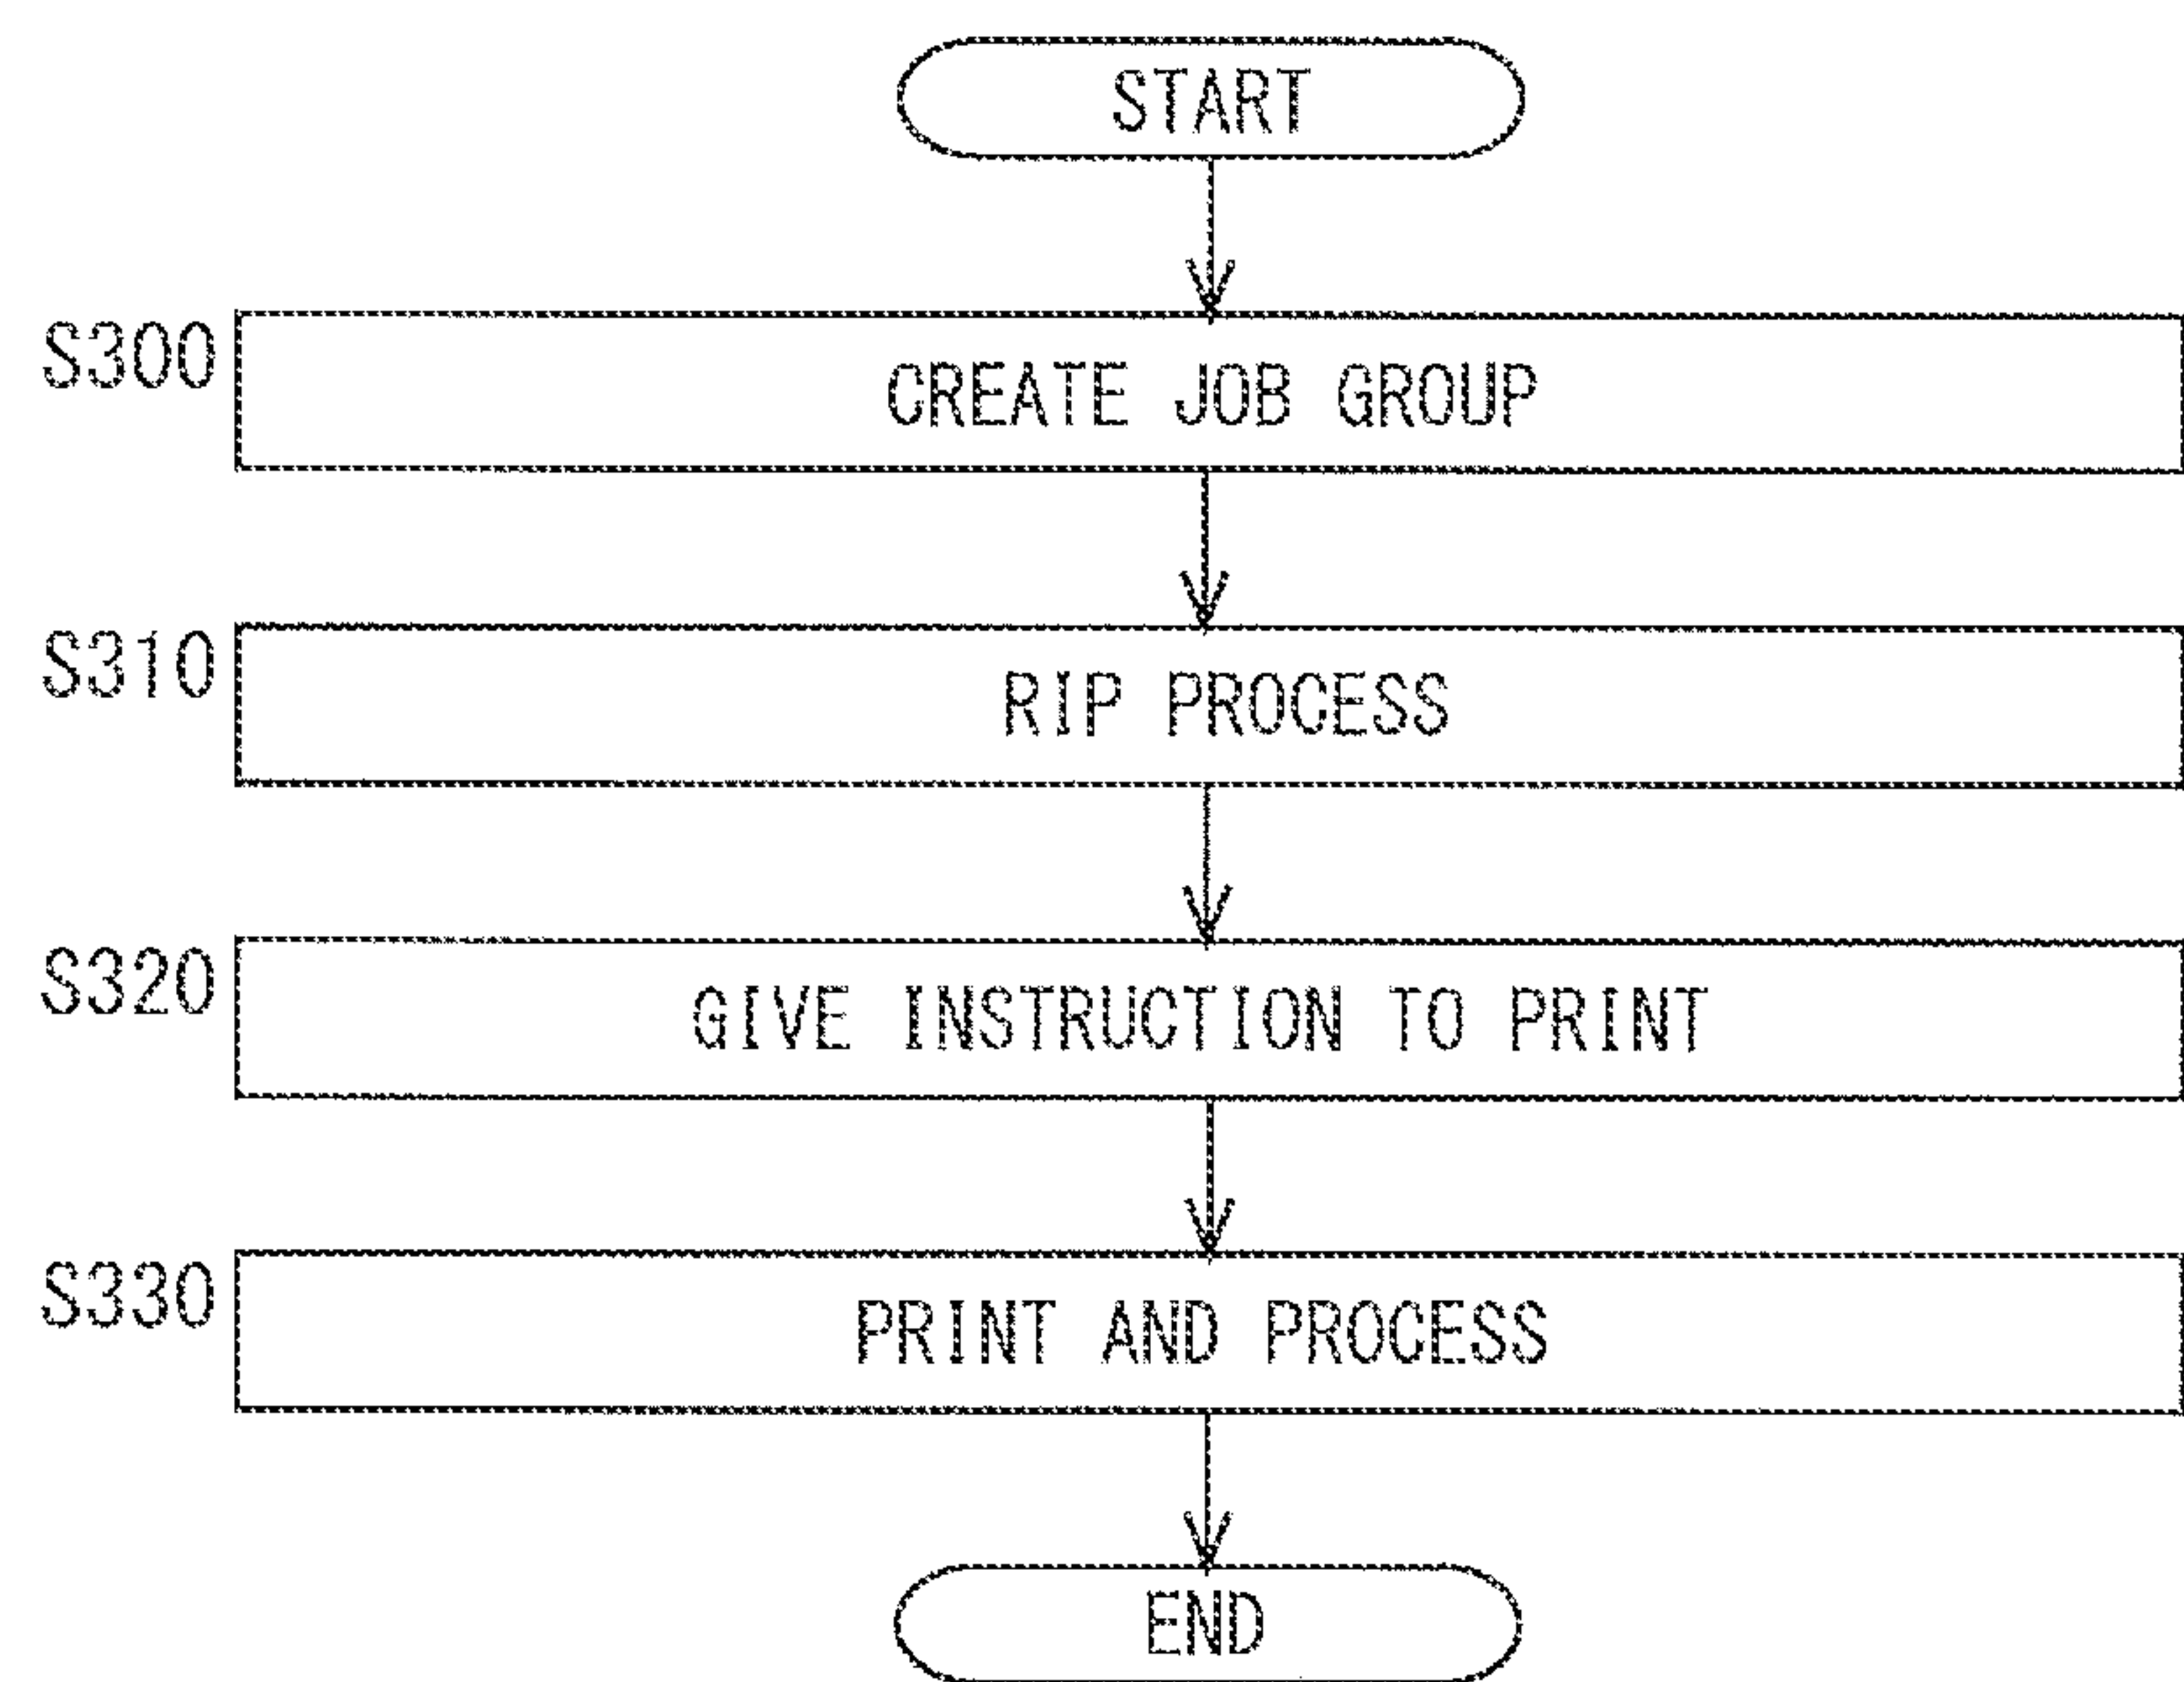 START
S300
CREATE JOB GROUP
S310
RIP PROCESS
S320
GIVE INSTRUCTION TO PRINT
S330
PRINT AND PROCESS
END